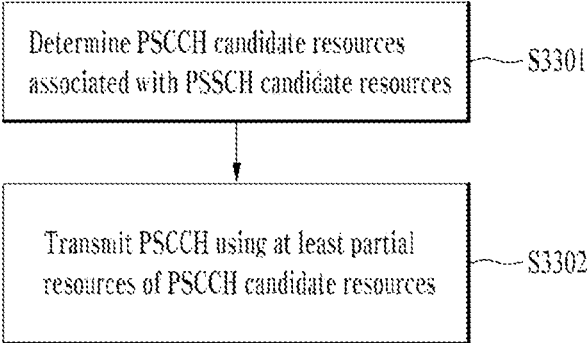 Determine PSCCH candidate resources
associated with PSSCH candidate resources
S3301
Transmit PSCCH using at least partial
resources of PSCCH candidate resources
S3302